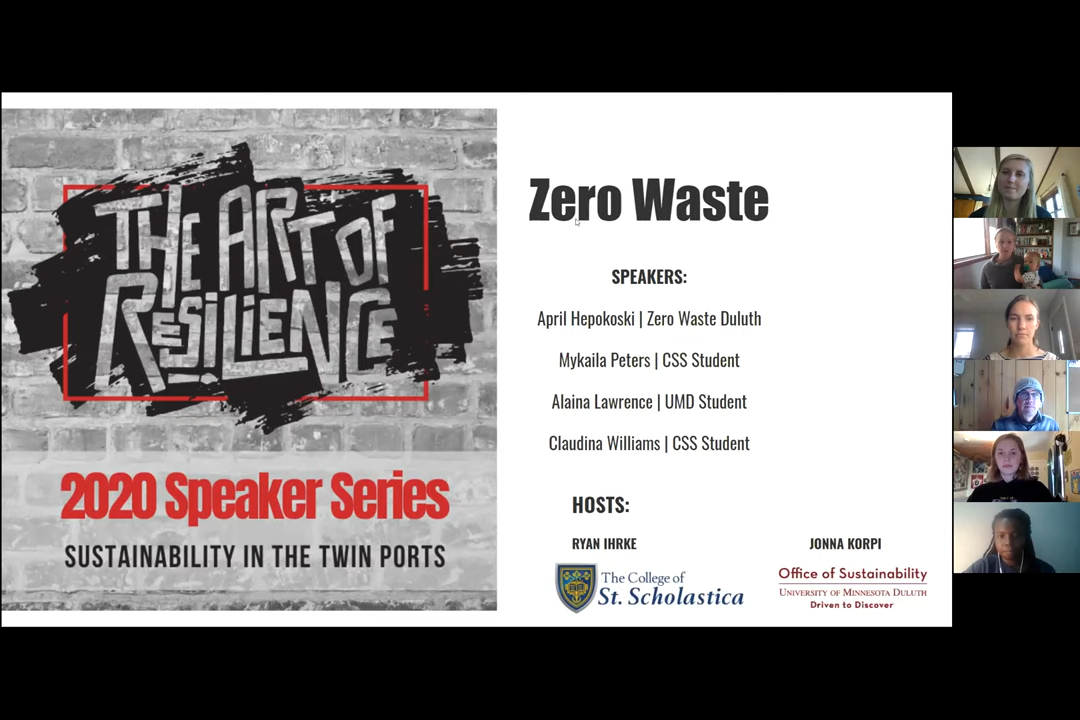 THE ART OF
RESILIENCE
2020 Speaker Series
SUSTAINABILITY IN THE TWIN PORTS
Zero Waste
SPEAKERS:
April Hepokoski | Zero Waste Duluth
Mykaila Peters | CSS Student
Alaina Lawrence | UMD Student
Claudina Williams | CSS Student
HOSTS:
RYAN IHRKE
The College of
St. Scholastica
JONNA KORPI
Office of Sustainability
UNIVERSITY OF MINNESOTA DULUTH
Driven to Discover